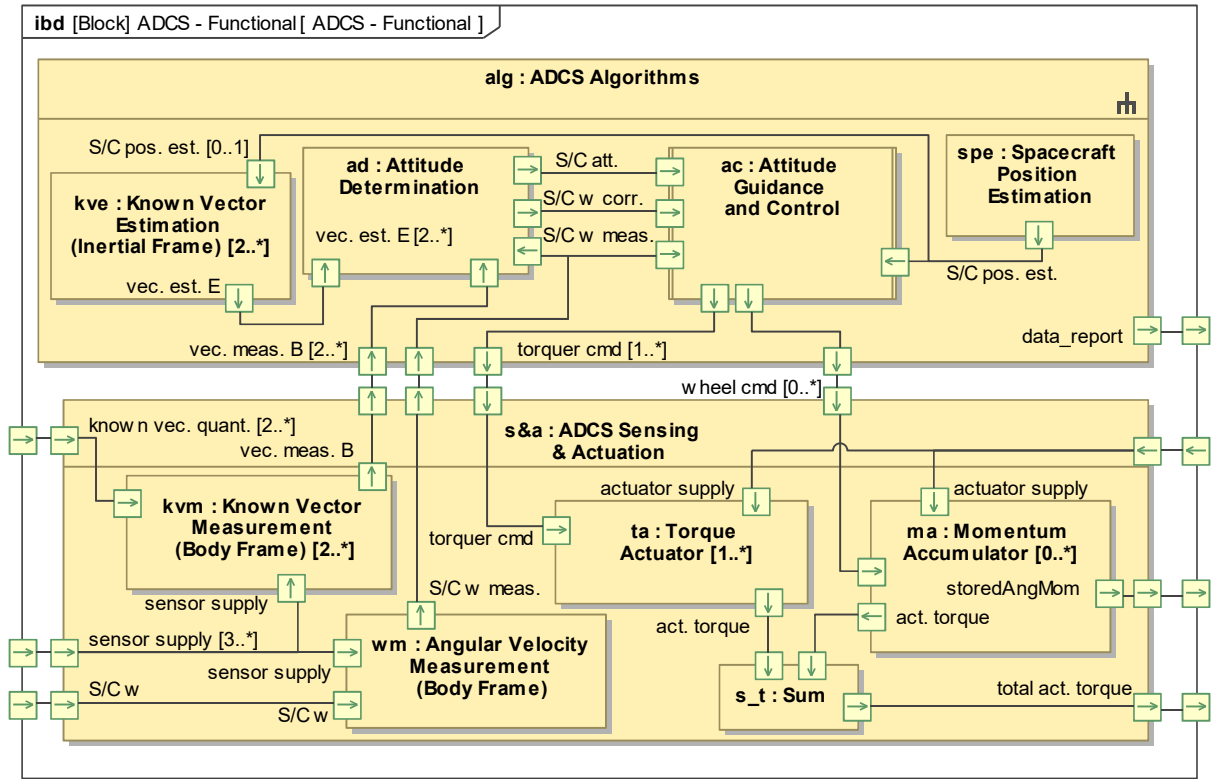 ibd [Block] ADCS - Functional [ ADCS - Functional ]
alg : ADCS Algorithms
S/C pos. est. [0..1]
kve : Known Vector
Estimation
(Inertial Frame) [2..*]
vec. est. E
ad : Attitude
Determination
vec. est. E [2..*]
S/C att.
S/C w corr.
S/C w meas.
ac : Attitude
Guidance
and Control
spe : Spacecraft
Position
Estimation
S/C pos. est.
data_report
vec. meas. B [2..*]
torquer cmd [1..*]
wheel cmd [0..*]
s&a : ADCS Sensing
& Actuation
known vec. quant. [2..*]
vec. meas. B
kvm : Known Vector
Measurement
(Body Frame) [2..*]
sensor supply
sensor supply [3..*]
sensor supply
S/C w
S/C w
S/C w meas.
wm : Angular Velocity
Measurement
(Body Frame)
torquer cmd
actuator supply
ta : Torque
Actuator [1..*]
act. torque
actuator supply
ma : Momentum
Accumulator [0..*]
storedAngMom
act. torque
s_t : Sum
total act. torque